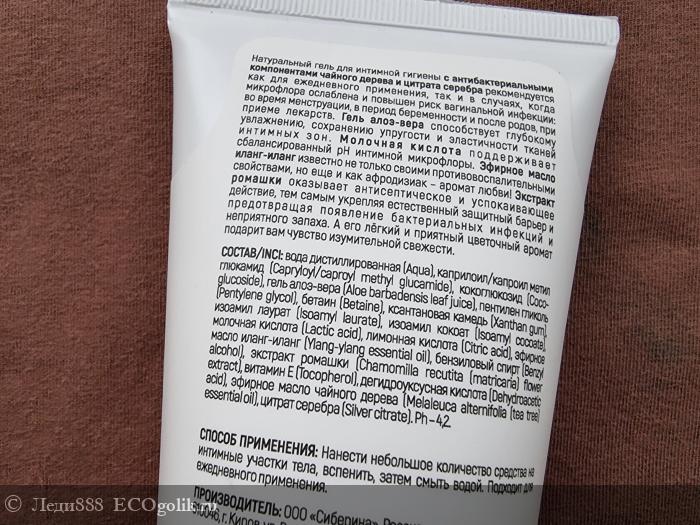 Натуральный гель для интимной гигиены с антибактериальными
компонентами чайного дерева и цитрата серебра рекомендуется
как для ежедневного применения, так и в случаях, когда
микрофлора ослаблена и повышен риск вагинальной инфекции:
во время менструации, в период беременности и после родов, при
приеме лекарств. Гель алоэ-вера способствует глубокому
увлажнению, сохранению упругости и эластичности тканей
интимных зон. Молочная кислота поддерживает
сбалансированный pH интимной микрофлоры. Эфирное масло
иланг-иланг известно не только своими противовоспалительными
свойствами, но еще и как афродизиак – аромат любви! Экстракт
ромашки оказывает антисептическое и успокаивающее
действие, тем самым укрепляя естественный защитный барьер и
предотвращая появление бактериальных инфекций и
неприятного запаха. А его лёгкий и приятный цветочный аромат
подарит вам чувство изумительной свежести.
СОСТАВ/INCI: вода дистиллированная (Aqua), каприлоил/каproил метил
глюкамид (Capryloyl/caproyl methyl glucamide), кокоглюкозид (Coco-
glucoside), гель алоэ-вера (Aloe barbadensis leaf juice), пентилен гликоль
(Pentylene glycol), бетаин (Betaine), ксантановая камедь (Xanthan gum),
изоамил лаурат (Isoamyl laurate), изоамил кокоат (Isoamyl cocoate),
молочная кислота (Lactic acid), лимонная кислота (Citric acid), эфирное
масло иланг-иланг (Ylang-ylang essential oil), бензиловый спирт (Benzyl
alcohol), экстракт ромашки (Chamomilla recutita (matricaria) flower
extract), витамин Е (Tocopherol), дегидроуксусная кислота (Dehydroacetic
acid), эфирное масло чайного дерева (Melaleuca alternifolia (tea tree)
essential oil), цитрат серебра (Silver citrate). Ph – 4,2.
СПОСОБ ПРИМЕНЕНИЯ: Нанести небольшое количество средства на
интимные участки тела, вспенить, затем смыть водой. Подходит для
ежедневного применения.
ПРОИЗВОДИТЕЛЬ: ООО «Сиберина», Россия
г. Киров
© Леди888 ECOgolik.ru